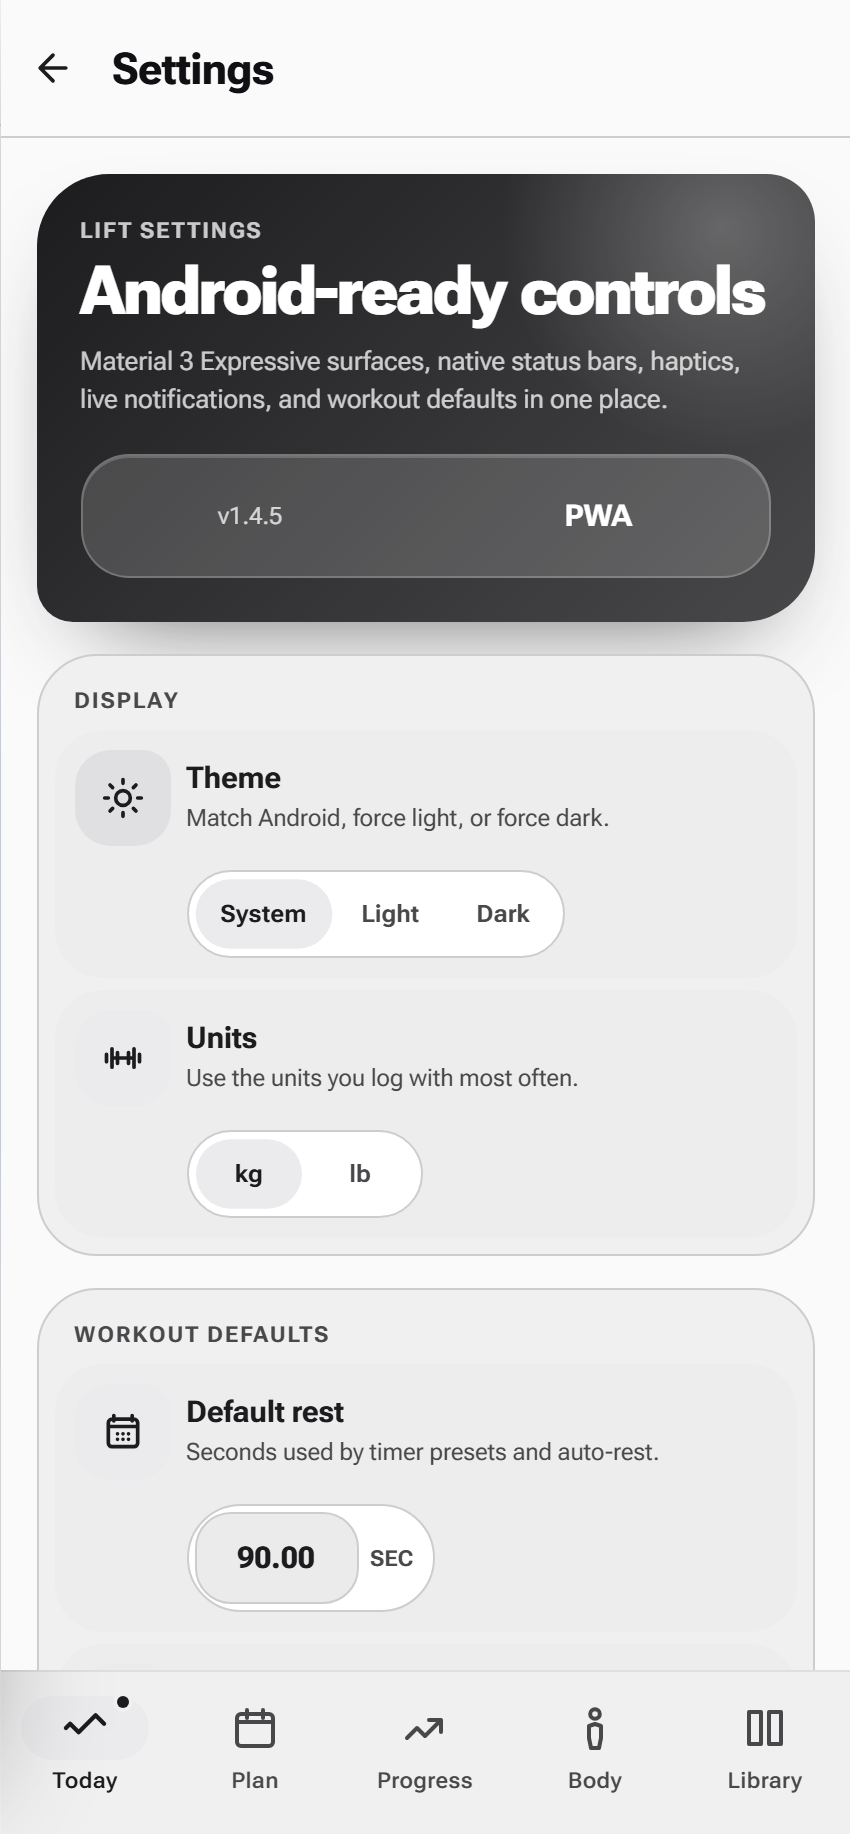 Settings
LIFT SETTINGS
Android-ready controls
Material 3 Expressive surfaces, native status bars, haptics,
live notifications, and workout defaults in one place.
v1.4.5 PWA
DISPLAY
Theme
Match Android, force light, or force dark.
System Light Dark
Units
Use the units you log with most often.
kg lb
WORKOUT DEFAULTS
Default rest
Seconds used by timer presets and auto-rest.
90.00 SEC
Today Plan Progress Body Library